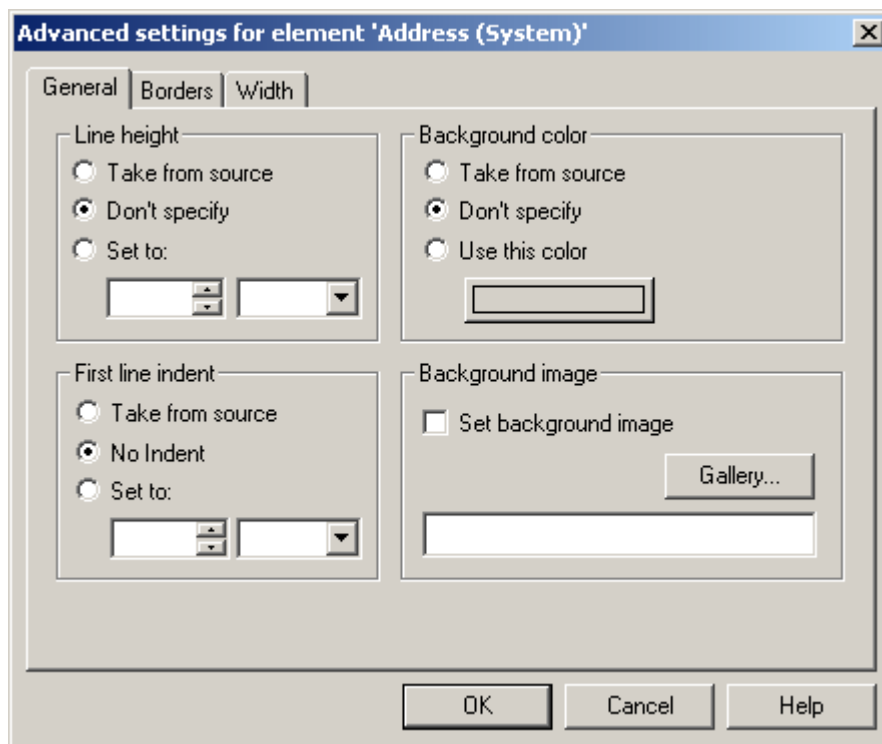 Advanced settings for element 'Address (System)'
General Borders Width
Line height
Take from source
Don't specify
Set to:
Background color
Take from source
Don't specify
Use this color
First line indent
Take from source
No Indent
Set to:
Background image
Set background image
Gallery...
OK Cancel Help